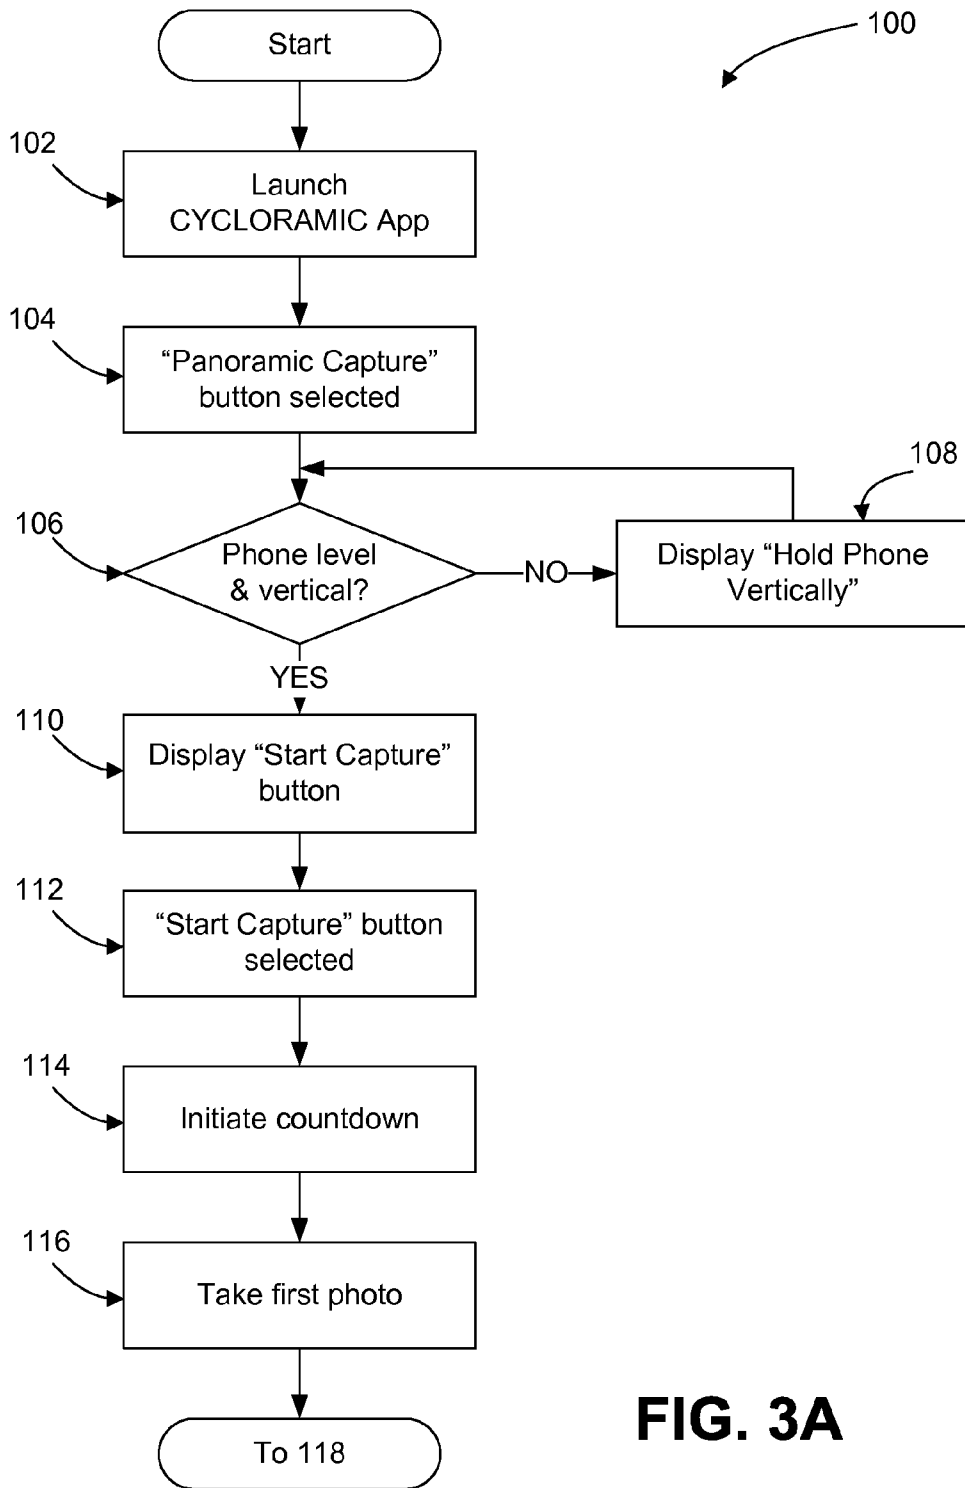 Start
100
102
Launch
CYCLORAMIC App
104
“Panoramic Capture”
button selected
106
Phone level
& vertical?
NO
108
Display “Hold Phone
Vertically”
YES
110
Display “Start Capture”
button
112
“Start Capture” button
selected
114
Initiate countdown
116
Take first photo
To 118
FIG. 3A